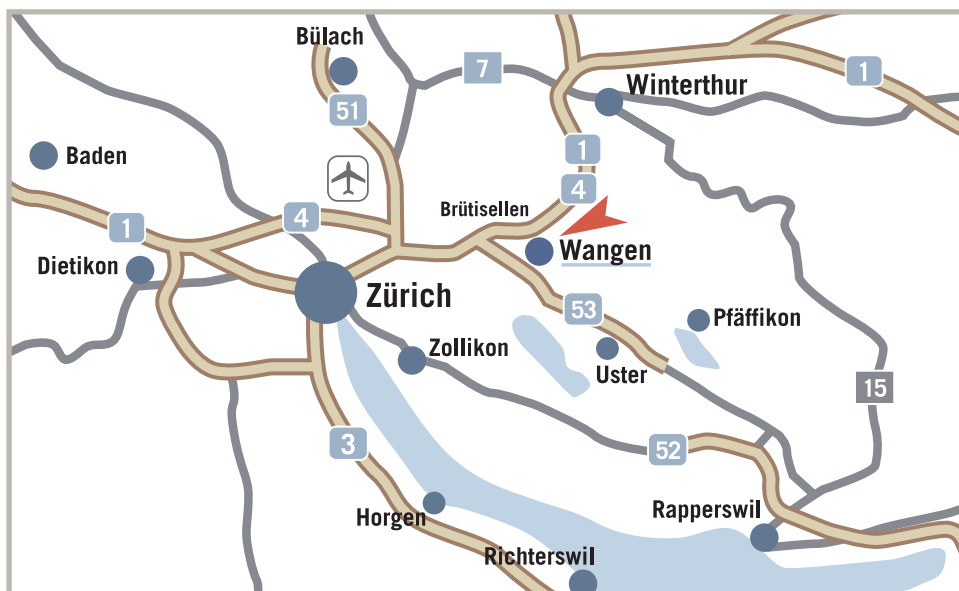 Bülach
7
Winterthur
1
51
Baden
1
4
Brütisellen
4
1
Wangen
Dietikon
Zürich
53
Pfäffikon
Zollikon
Uster
15
3
52
Horgen
Rapperswil
Richterswil